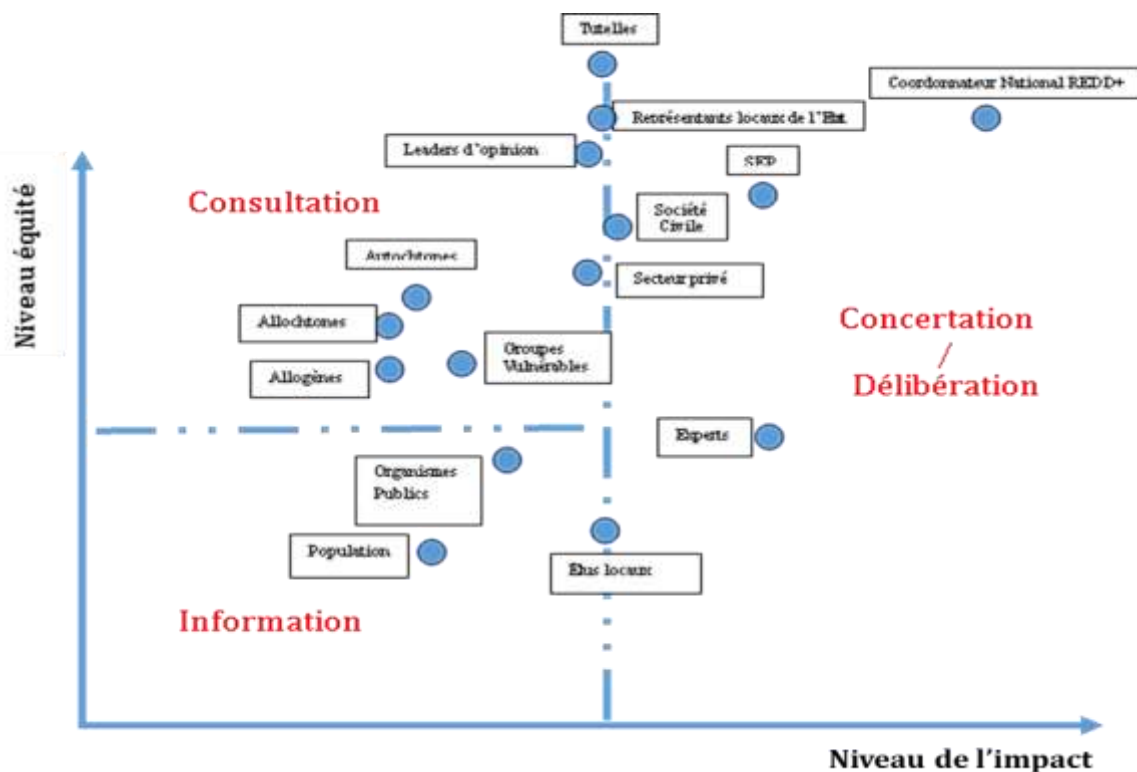 Tutelles
Coordonnateur National REDD+
Représentants locaux de l'Etat
Leaders d'opinion
SEP
Consultation
Société
Civile
Autochtones
Secteur privé
Niveau équité
Allochtones
Concertation
/
Délibération
Groupes
Vulnérables
Allogènes
Experts
Organismes
Publics
Population
Elus locaux
Information
Niveau de l'impact